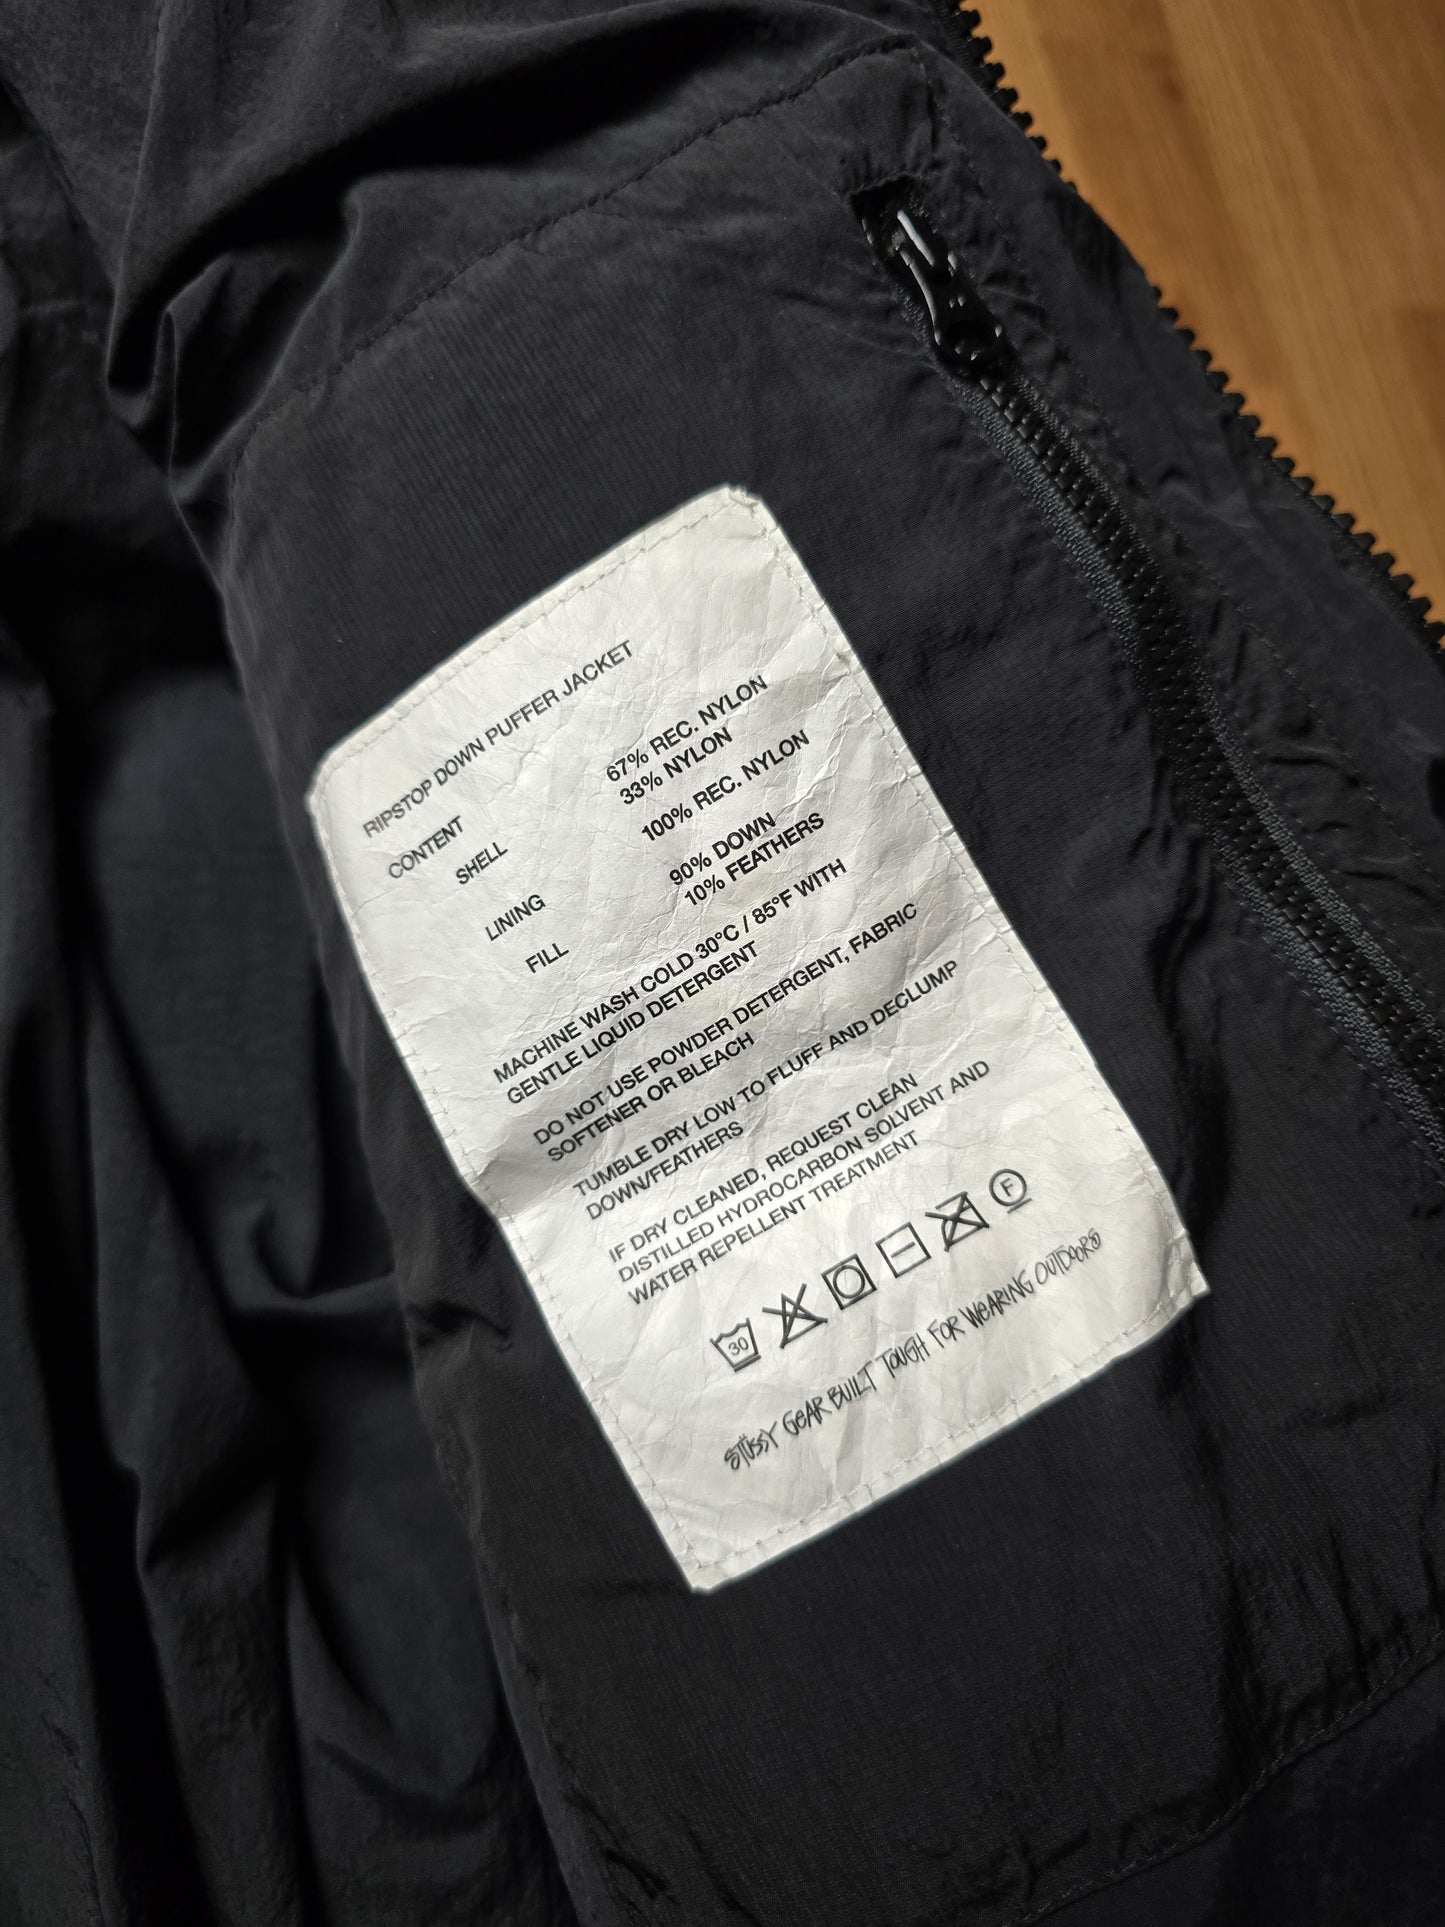 RIPSTOP DOWN PUFFER JACKET
CONTENT
SHELL 67% REC. NYLON
33% NYLON
LINING 100% REC. NYLON
FILL 90% DOWN
10% FEATHERS
MACHINE WASH COLD 30°C / 85°F WITH
GENTLE LIQUID DETERGENT
DO NOT USE POWDER DETERGENT, FABRIC
SOFTENER OR BLEACH
TUMBLE DRY LOW TO FLUFF AND DECLUMP
DOWN/FEATHERS
IF DRY CLEANED, REQUEST CLEAN
DISTILLED HYDROCARBON SOLVENT AND
WATER REPELLENT TREATMENT
30 F
STÜSSY GEAR BUILT TOUGH FOR WEARING OUTDOORS